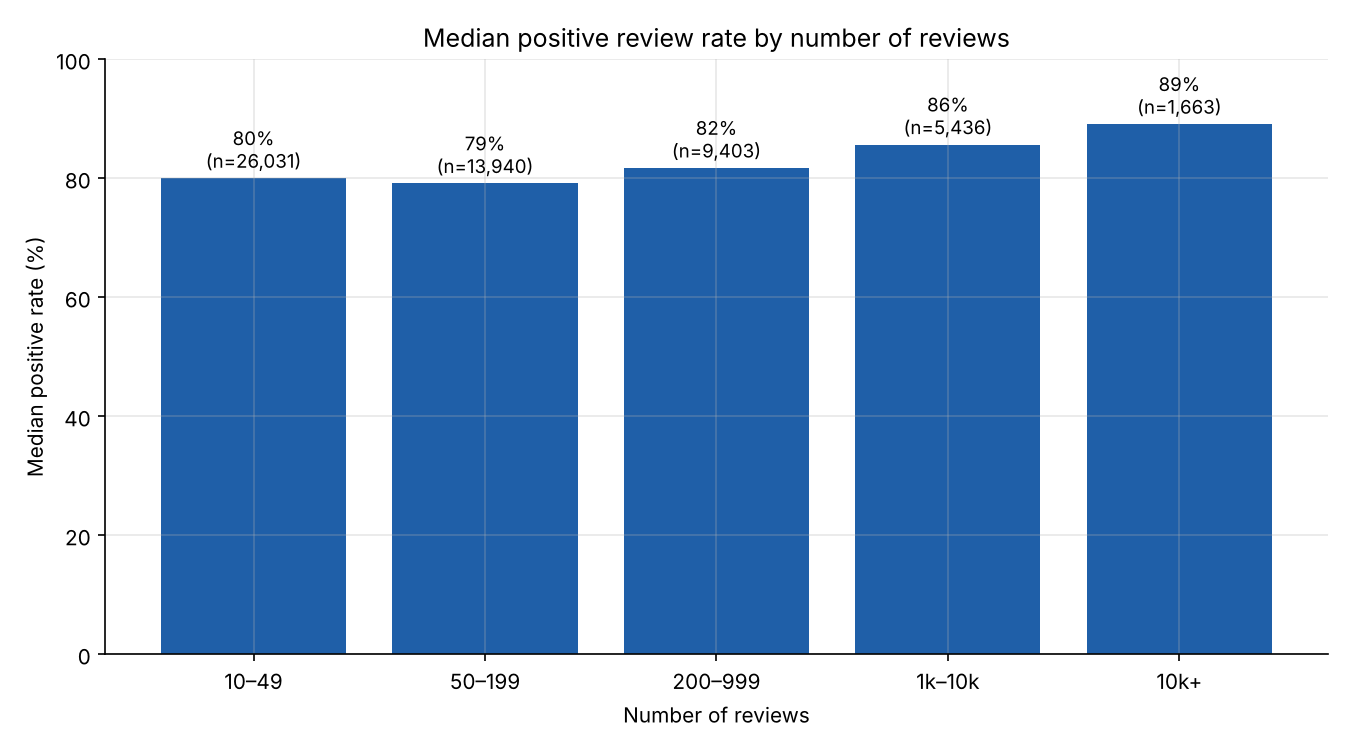 Median positive review rate by number of reviews
Median positive rate (%)
100
80
60
40
20
0
80%
(n=26,031)
79%
(n=13,940)
82%
(n=9,403)
86%
(n=5,436)
89%
(n=1,663)
10–49
50–199
200–999
1k–10k
10k+
Number of reviews